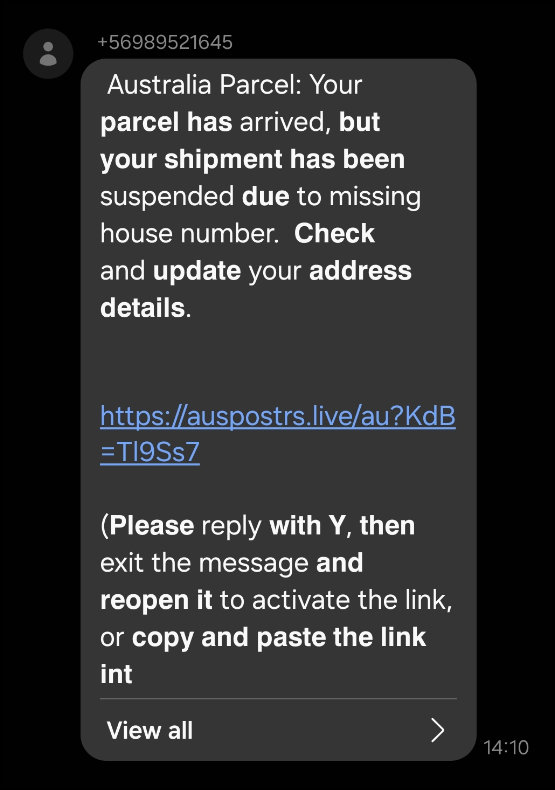 +56989521645
Australia Parcel: Your
parcel has arrived, but
your shipment has been
suspended due to missing
house number.  Check
and update your address
details.
https://auspostrs.live/au?KdB
=Tl9Ss7
(Please reply with Y, then
exit the message and
reopen it to activate the link,
or copy and paste the link
int
View all
14:10